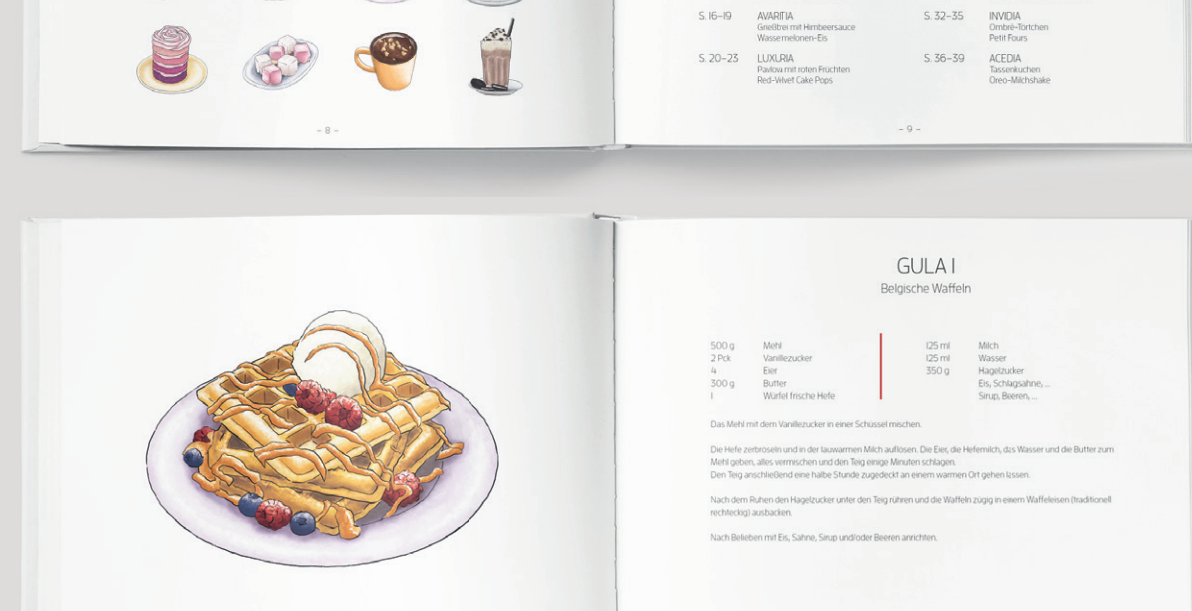 S. 16–19 AVARITIA
Grießbrei mit Himbeersauce
Wassermelonen-Eis
S. 20–23 LUXURIA
Pavlova mit roten Früchten
Red-Velvet Cake Pops
S. 32–35 INVIDIA
Ombré-Törtchen
Petit Fours
S. 36–39 ACEDIA
Tassenkuchen
Oreo-Milchshake
– 8 –
– 9 –
GULA I
Belgische Waffeln
500 g Mehl
2 Pck Vanillezucker
4 Eier
300 g Butter
1 Würfel frische Hefe
125 ml Milch
125 ml Wasser
350 g Hagelzucker
Eis, Schlagsahne, ...
Sirup, Beeren, ...
Das Mehl mit dem Vanillezucker in einer Schüssel mischen.
Die Hefe zerbröseln und in der lauwarmen Milch auflösen. Die Eier, die Hefemilch, das Wasser und die Butter zum
Mehl geben, alles vermischen und den Teig einige Minuten schlagen.
Den Teig anschließend eine halbe Stunde zugedeckt an einem warmen Ort gehen lassen.
Nach dem Ruhen den Hagelzucker unter den Teig rühren und die Waffeln zügig in einem Waffeleisen (traditionell
rechteckig) ausbacken.
Nach Belieben mit Eis, Sahne, Sirup und/oder Beeren anrichten.